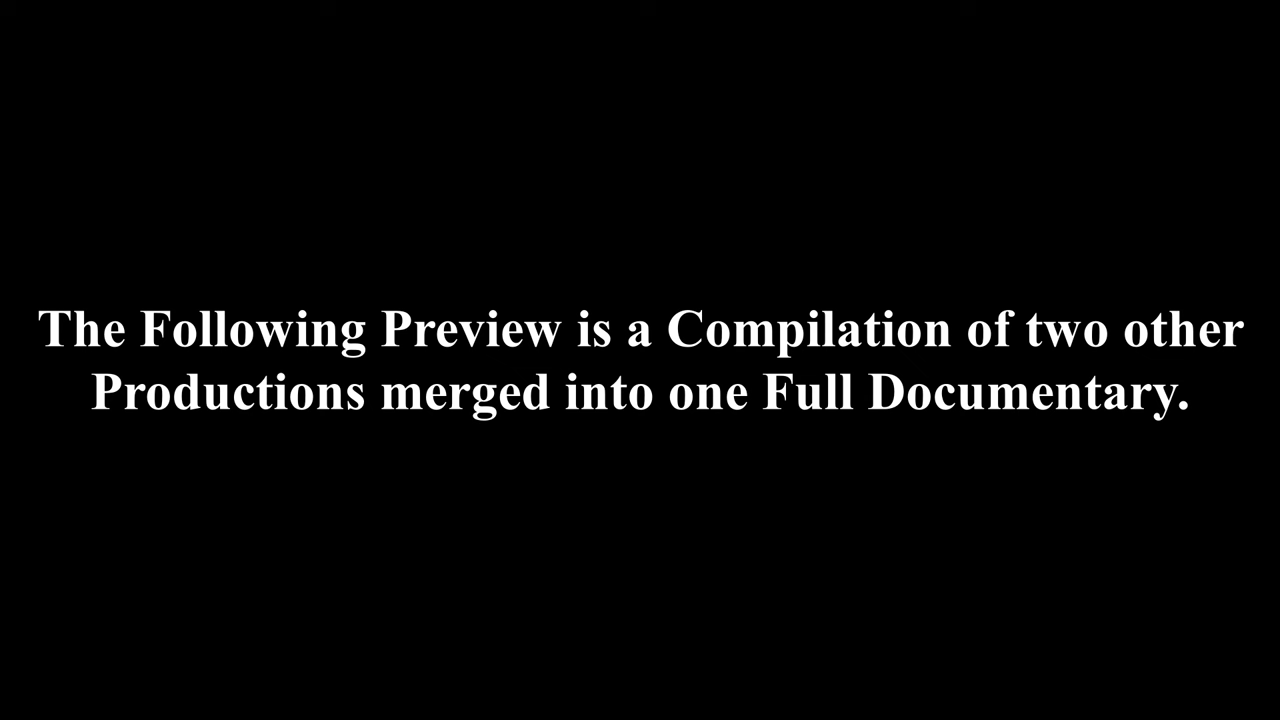 The Following Preview is a Compilation of two other
Productions merged into one Full Documentary.